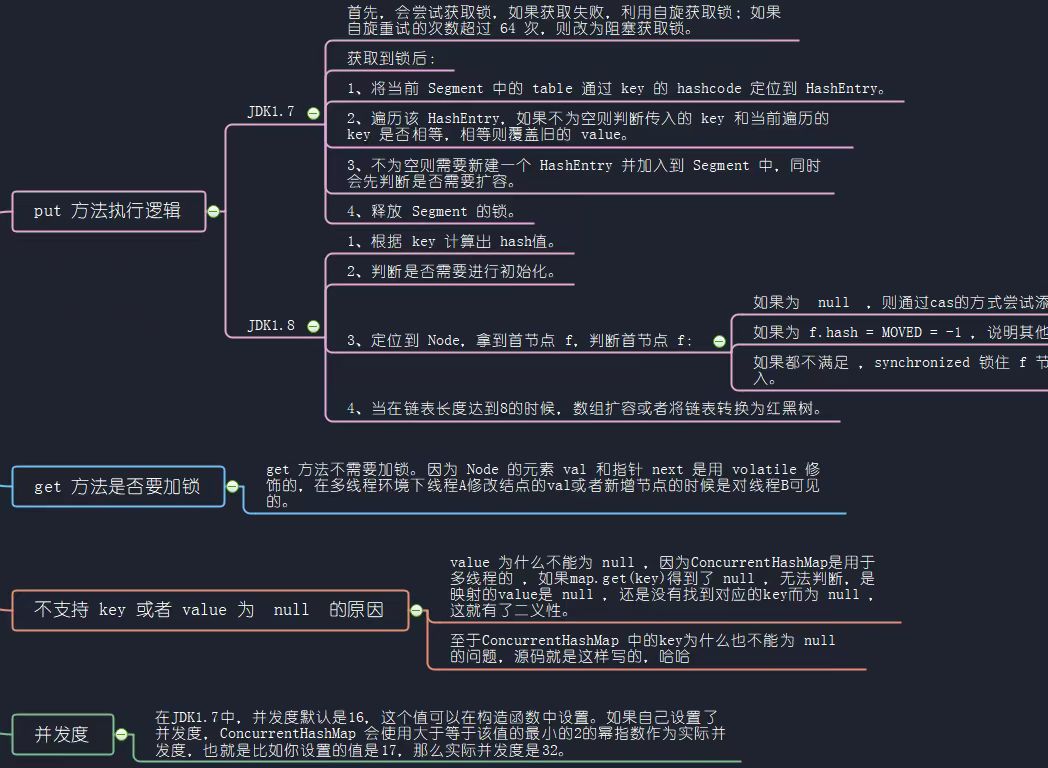 首先，会尝试获取锁，如果获取失败，利用自旋获取锁；如果
自旋重试的次数超过 64 次，则改为阻塞获取锁。
获取到锁后：
1、将当前 Segment 中的 table 通过 key 的 hashcode 定位到 HashEntry。
JDK1.7
2、遍历该 HashEntry，如果不为空则判断传入的 key 和当前遍历的
key 是否相等，相等则覆盖旧的 value。
3、不为空则需要新建一个 HashEntry 并加入到 Segment 中，同时
会先判断是否需要扩容。
4、释放 Segment 的锁。
put 方法执行逻辑
1、根据 key 计算出 hash值。
2、判断是否需要进行初始化。
JDK1.8
3、定位到 Node，拿到首节点 f，判断首节点 f：
如果为 null ，则通过cas的方式尝试添
如果为 f.hash = MOVED = -1 ，说明其他
如果都不满足 ，synchronized 锁住 f 节
入。
4、当在链表长度达到8的时候，数组扩容或者将链表转换为红黑树。
get 方法是否要加锁
get 方法不需要加锁。因为 Node 的元素 val 和指针 next 是用 volatile 修
饰的，在多线程环境下线程A修改结点的val或者新增节点的时候是对线程B可见
的。
不支持 key 或者 value 为 null 的原因
value 为什么不能为 null ，因为ConcurrentHashMap是用于
多线程的 ，如果map.get(key)得到了 null ，无法判断，是
映射的value是 null ，还是没有找到对应的key而为 null ，
这就有了二义性。
至于ConcurrentHashMap 中的key为什么也不能为 null
的问题，源码就是这样写的，哈哈
并发度
在JDK1.7中，并发度默认是16，这个值可以在构造函数中设置。如果自己设置了
并发度，ConcurrentHashMap 会使用大于等于该值的最小的2的幂指数作为实际并
发度，也就是比如你设置的值是17，那么实际并发度是32。